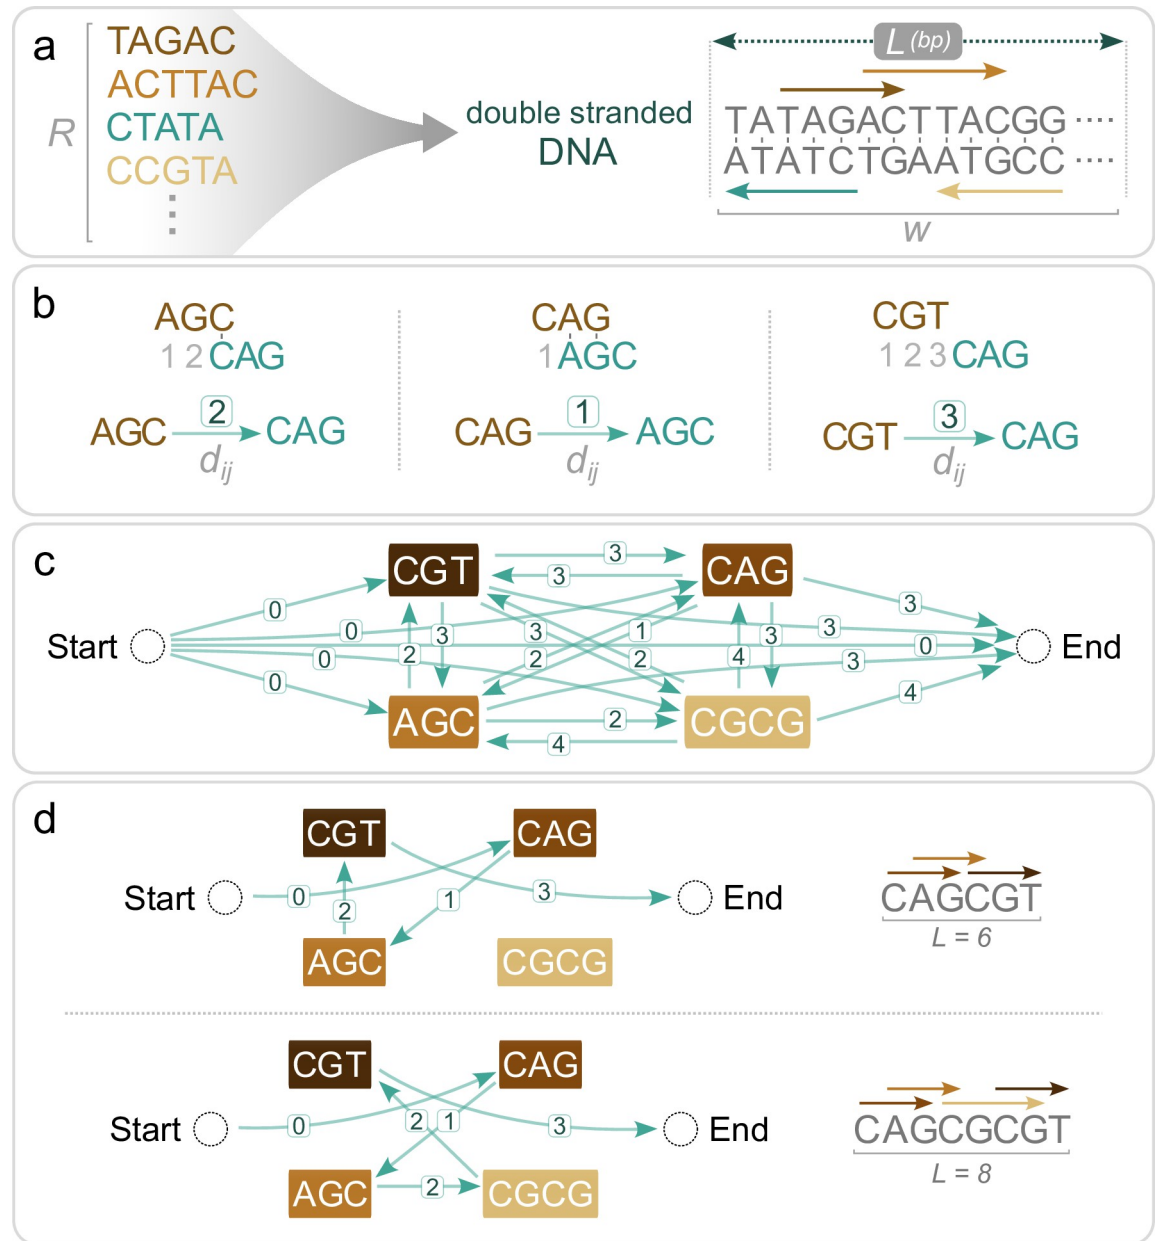 a
R
TAGAC
ACTTAC
CTATA
CCGTA
double stranded
DNA
L (bp)
TATAGACTTACGG ....
ATATCTGAATGCC ....
w
b
AGC
1 2 CAG
AGC 2 CAG
dij
CAG
1 AGC
CAG 1 AGC
dij
CGT
1 2 3 CAG
CGT 3 CAG
dij
c
CGT 3 CAG
3
0 3
0 3 3 1 3 3
Start 0 End
0 2 2 2 4 3
0 4
AGC 2 CGCG
4
d
CGT CAG
Start 0 1 3 End
2
AGC CGCG
CAGCGT
L = 6
CGT CAG
Start 0 2 1 3 End
AGC 2 CGCG
CAGCGCGT
L = 8